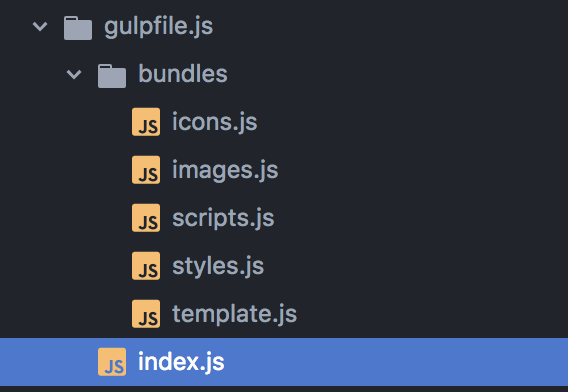 gulpfile.js
bundles
JS icons.js
JS images.js
JS scripts.js
JS styles.js
JS template.js
JS index.js